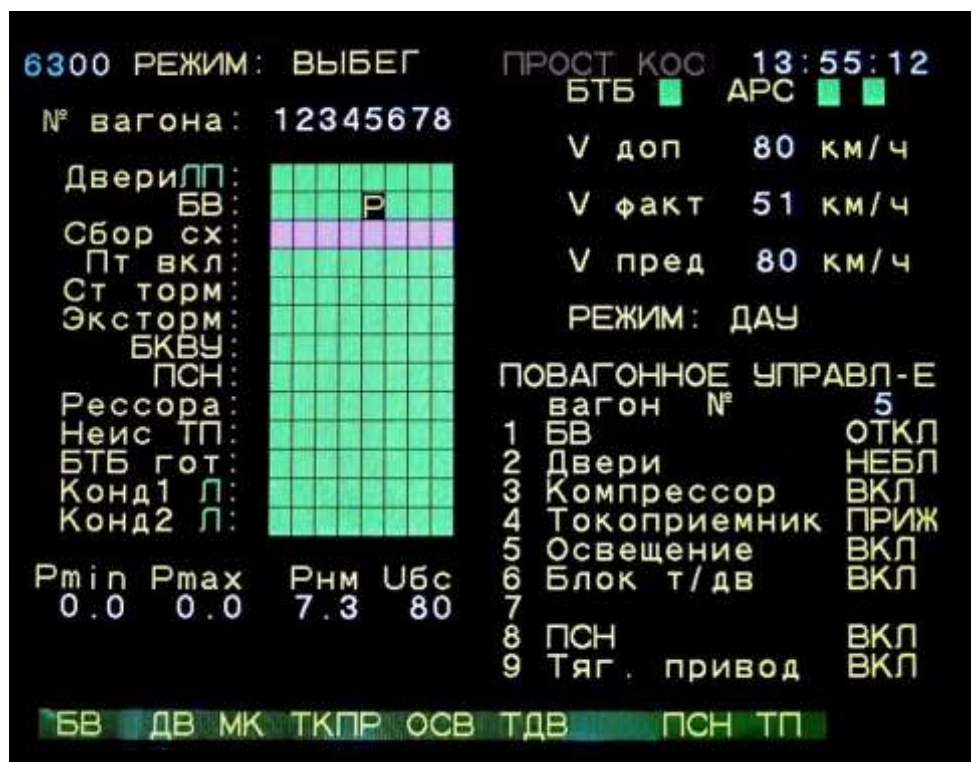 6300 РЕЖИМ: ВЫБЕГ
ПРОСТ КОС 13:55:12
БТБ АРС
№ вагона: 12345678
V доп 80 км/ч
V факт 51 км/ч
V пред 80 км/ч
РЕЖИМ: ДАУ
ДвериЛП:
БВ: Р
Сбор сх:
Пт вкл:
Ст торм:
Эксторм:
БКВУ:
ПСН:
Рессора:
Неис ТП:
БТБ гот:
Конд1 Л:
Конд2 Л:
Pmin Pmax Рнм Uбс
0.0 0.0 7.3 80
ПОВАГОННОЕ УПРАВЛ-Е
вагон № 5
1 БВ ОТКЛ
2 Двери НЕБЛ
3 Компрессор ВКЛ
4 Токоприемник ПРИЖ
5 Освещение ВКЛ
6 Блок т/дв ВКЛ
7
8 ПСН ВКЛ
9 Тяг. привод ВКЛ
БВ ДВ МК ТКПР ОСВ ТДВ ПСН ТП